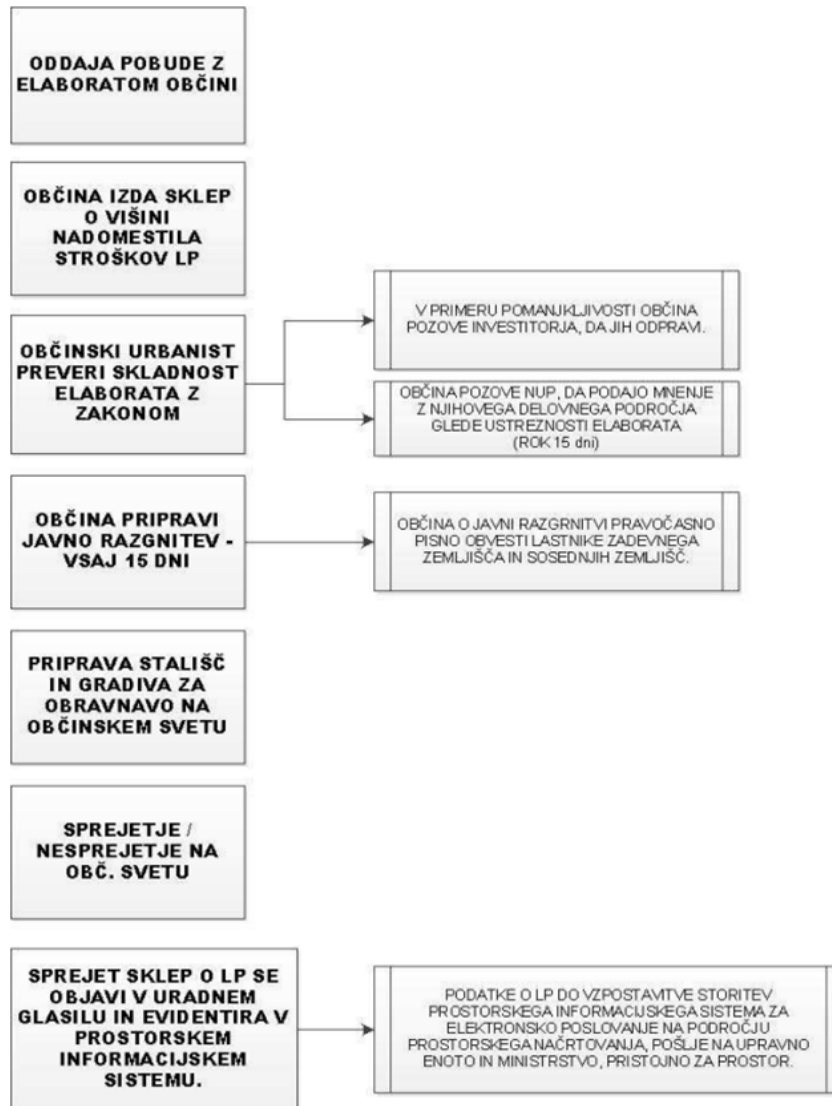 ODDAJA POBUDE Z
ELABORATOM OBČINI
OBČINA IZDA SKLEP
O VIŠINI
NADOMESTILA
STROŠKOV LP
OBČINSKI URBANIST
PREVERI SKLADNOST
ELABORATA Z
ZAKONOM
V PRIMERU POMANJKLJIVOSTI OBČINA
POZOVE INVESTITORJA, DA JIH ODPRAVI.
OBČINA POZOVE NUP, DA PODAJO MNENJE
Z NJIHOVEGA DELOVNEGA PODROČJA
GLEDE USTREZNOSTI ELABORATA
(ROK 15 dni)
OBČINA PRIPRAVI
JAVNO RAZGNITEV -
VSAJ 15 DNI
OBČINA O JAVNI RAZGRNITVI PRAVOČASNO
PISNO OBVESTI LASTNIKE ZADEVNEGA
ZEMLJIŠČA IN SOSEDNJIH ZEMLJIŠČ.
PRIPRAVA STALIŠČ
IN GRADIVA ZA
OBRAVNAVO NA
OBČINSKEM SVETU
SPREJETJE /
NESPREJETJE NA
OBČ. SVETU
SPREJET SKLEP O LP SE
OBJAVI V URADNEM
GLASILU IN EVIDENTIRA V
PROSTORSKEM
INFORMACIJSKEM
SISTEMU.
PODATKE O LP DO VZPOSTAVITVE STORITEV
PROSTORSKEGA INFORMACIJSKEGA SISTEMA ZA
ELEKTRONSKO POSLOVANJE NA PODROČJU
PROSTORSKEGA NAČRTOVANJA, POŠLJE NA UPRAVNO
ENOTO IN MINISTRSTVO, PRISTOJNO ZA PROSTOR.